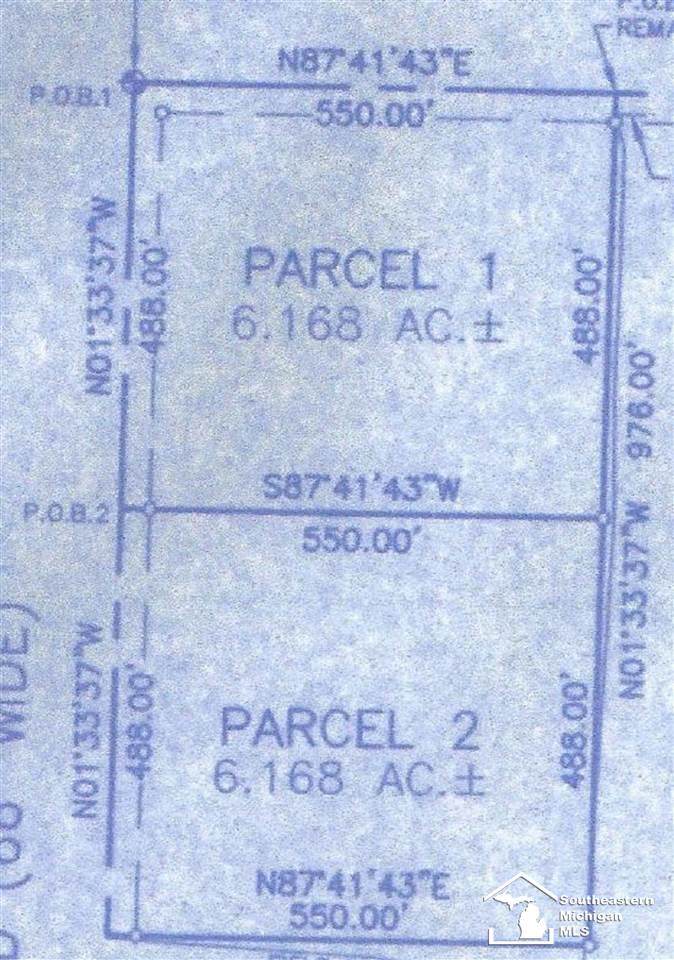 REMA
N87°41'43"E
P.O.B.1
550.00'
N01°33'37"W
488.00'
PARCEL 1
6.168 AC.±
488.00'
976.00'
S87°41'43"W
P.O.B.2
550.00'
N01°33'37"W
WIDE)
N01°33'37"W
488.00'
PARCEL 2
6.168 AC.±
488.00'
N87°41'43"E
550.00'
Southeastern
Michigan
MLS